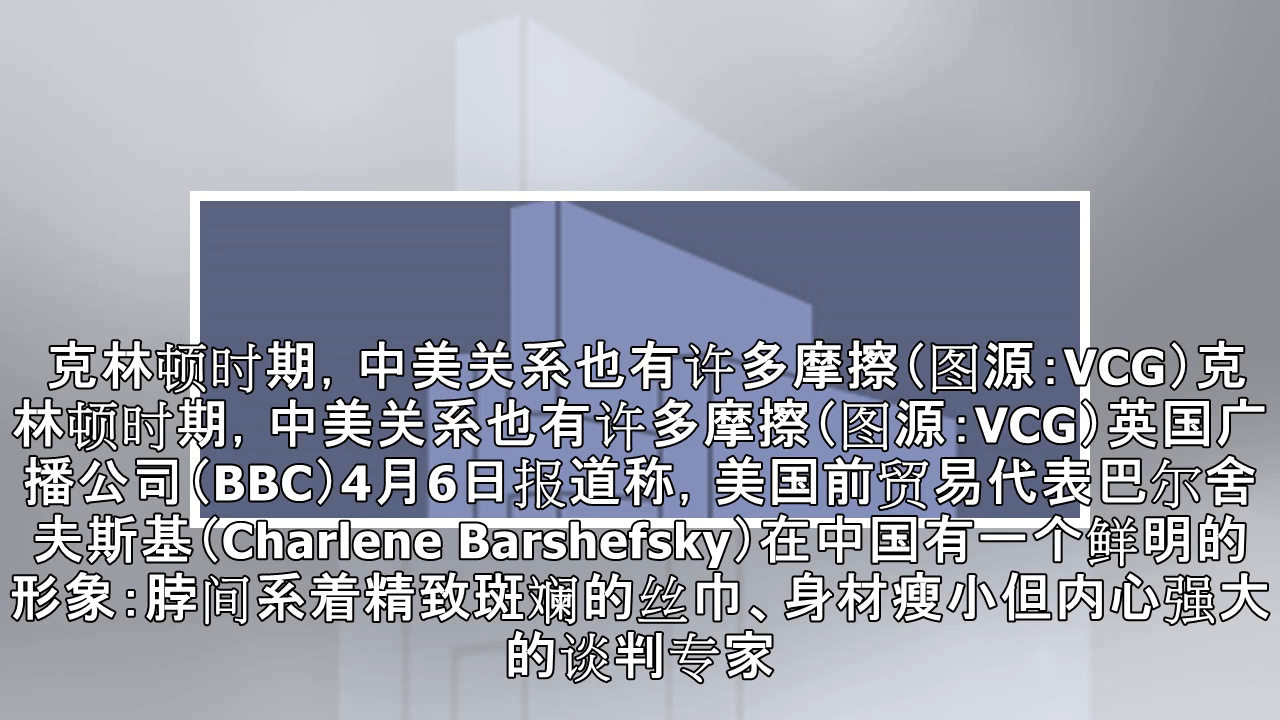 克林顿时期，中美关系也有许多摩擦（图源：VCG）克
林顿时期，中美关系也有许多摩擦（图源：VCG）英国广
播公司（BBC）4月6日报道称，美国前贸易代表巴尔舍
夫斯基（Charlene Barshefsky）在中国有一个鲜明的
形象：脖间系着精致斑斓的丝巾、身材瘦小但内心强大
的谈判专家